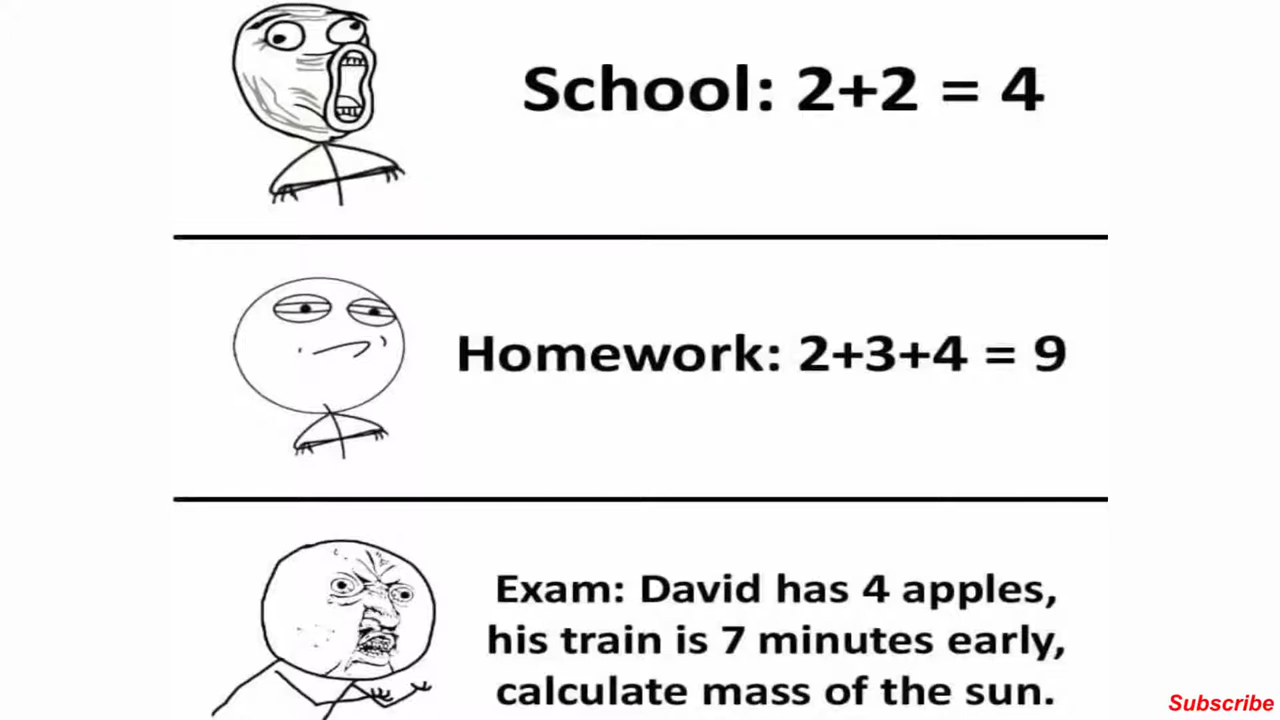 School: 2+2 = 4
Homework: 2+3+4 = 9
Exam: David has 4 apples,
his train is 7 minutes early,
calculate mass of the sun.
Subscribe